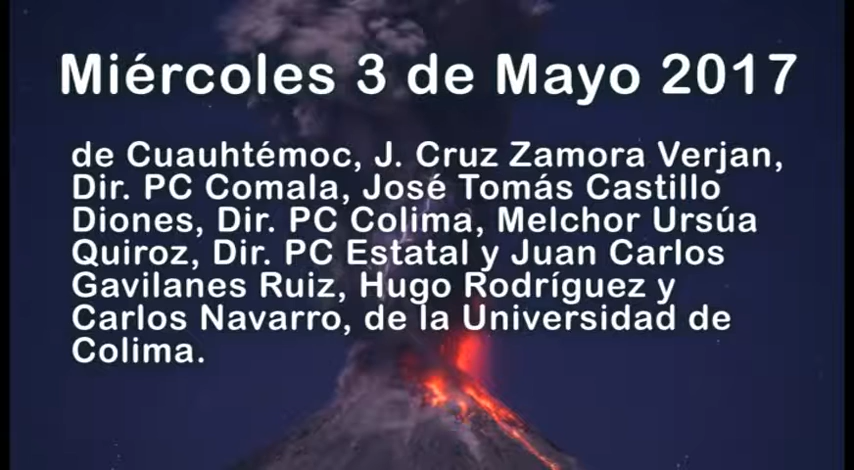 Miércoles 3 de Mayo 2017
de Cuauhtémoc, J. Cruz Zamora Verjan,
Dir. PC Comala, José Tomás Castillo
Diones, Dir. PC Colima, Melchor Ursúa
Quiroz, Dir. PC Estatal y Juan Carlos
Gavilanes Ruiz, Hugo Rodríguez y
Carlos Navarro, de la Universidad de
Colima.